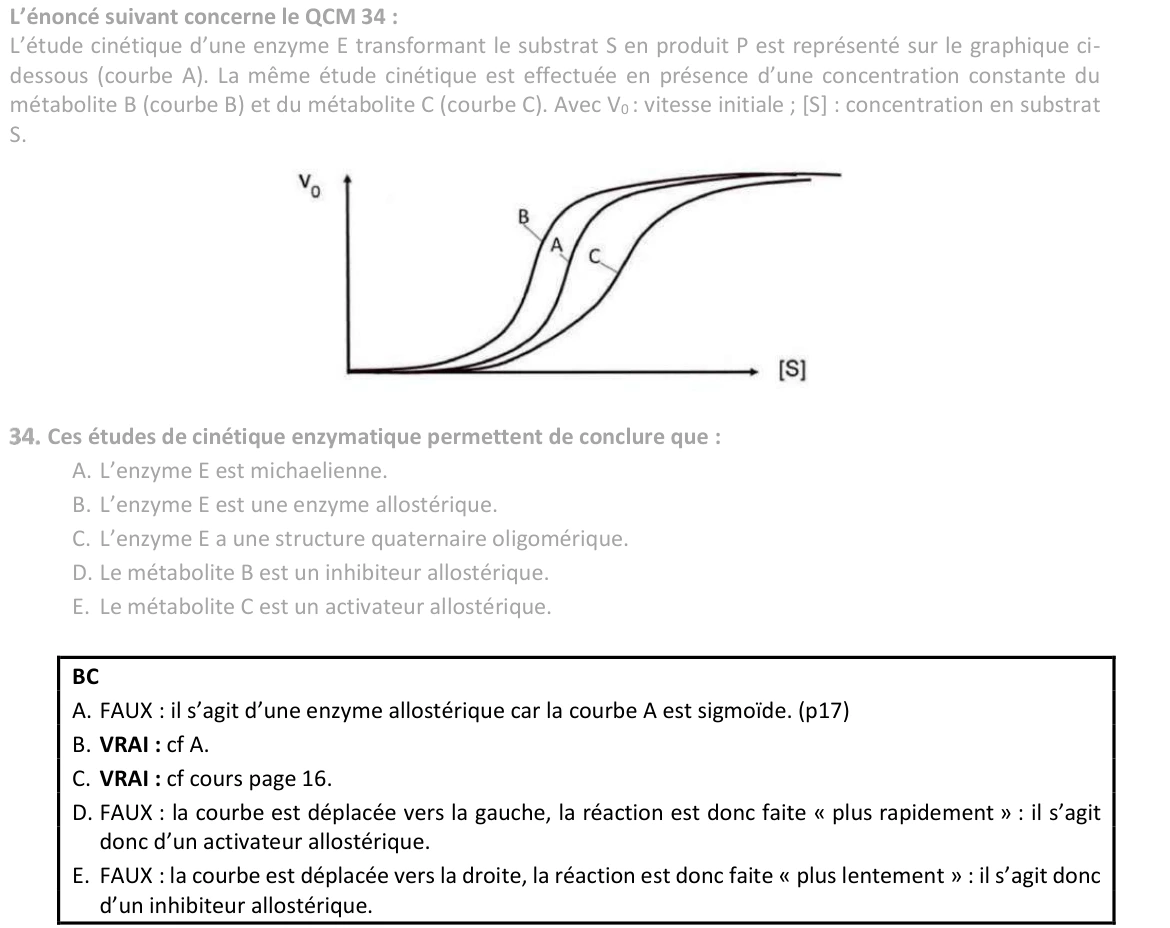 L’énoncé suivant concerne le QCM 34 :
L’étude cinétique d’une enzyme E transformant le substrat S en produit P est représenté sur le graphique ci-
dessous (courbe A). La même étude cinétique est effectuée en présence d’une concentration constante du
métabolite B (courbe B) et du métabolite C (courbe C). Avec V₀ : vitesse initiale ; [S] : concentration en substrat
S.
V₀
B
A
C
[S]
34. Ces études de cinétique enzymatique permettent de conclure que :
A. L’enzyme E est michaelienne.
B. L’enzyme E est une enzyme allostérique.
C. L’enzyme E a une structure quaternaire oligomérique.
D. Le métabolite B est un inhibiteur allostérique.
E. Le métabolite C est un activateur allostérique.
BC
A. FAUX : il s’agit d’une enzyme allostérique car la courbe A est sigmoïde. (p17)
B. VRAI : cf A.
C. VRAI : cf cours page 16.
D. FAUX : la courbe est déplacée vers la gauche, la réaction est donc faite « plus rapidement » : il s’agit
donc d’un activateur allostérique.
E. FAUX : la courbe est déplacée vers la droite, la réaction est donc faite « plus lentement » : il s’agit donc
d’un inhibiteur allostérique.